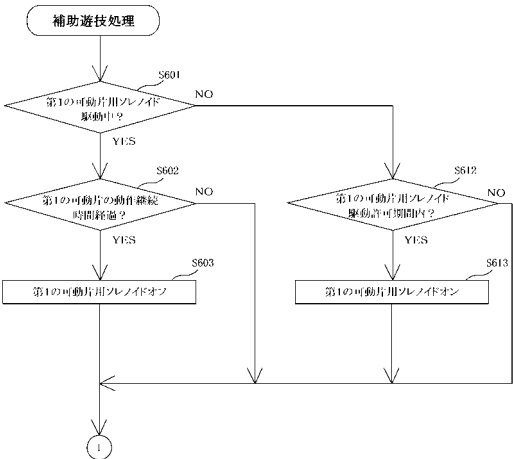 補助遊技処理
S601
第1の可動片用ソレノイド
駆動中？
NO
YES
S602
第1の可動片の動作継続
時間経過？
NO
YES
S612
第1の可動片用ソレノイド
駆動許可期間内？
NO
YES
S603
第1の可動片用ソレノイドオフ
S613
第1の可動片用ソレノイドオン
1